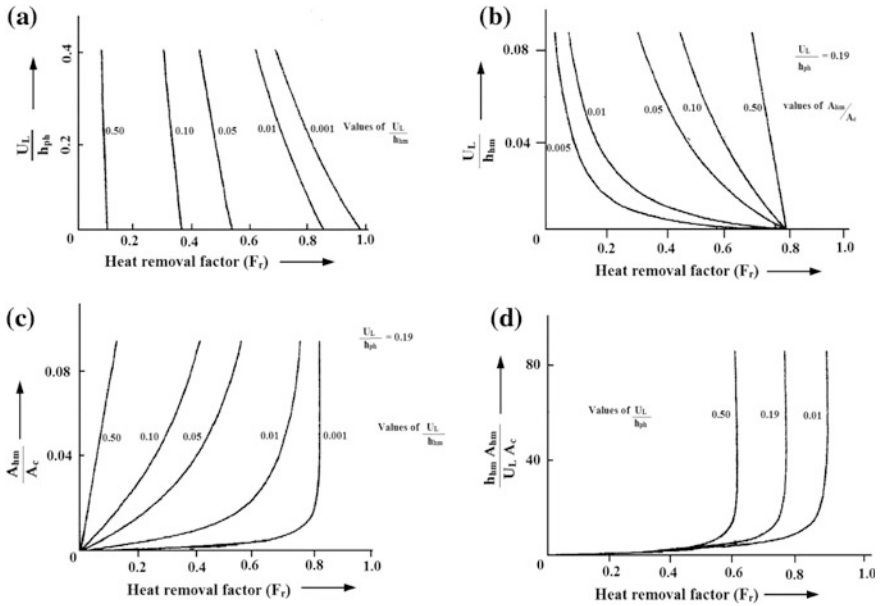 (a)
0.4
0.2
0
U_L
h_ph
0.50
0.10
0.05
0.01
0.001
Values of U_L
h_hm
0.2
0.4
0.6
0.8
1.0
Heat removal factor (F_r)
(b)
0.08
0.04
0
U_L
h_hm
0.005
0.01
0.05
0.10
0.50
U_L
h_ph = 0.19
values of A_hm/A_c
0.2
0.4
0.6
0.8
1.0
Heat removal factor (F_r)
(c)
0.08
0.04
0
A_hm
A_c
0.50
0.10
0.05
0.01
0.001
U_L
h_ph = 0.19
Values of U_L
h_hm
0.2
0.4
0.6
0.8
1.0
Heat removal factor (F_r)
(d)
80
40
0
h_hm A_hm
U_L A_c
Values of U_L
h_ph
0.50
0.19
0.01
0.2
0.4
0.6
0.8
1.0
Heat removal factor (F_r)